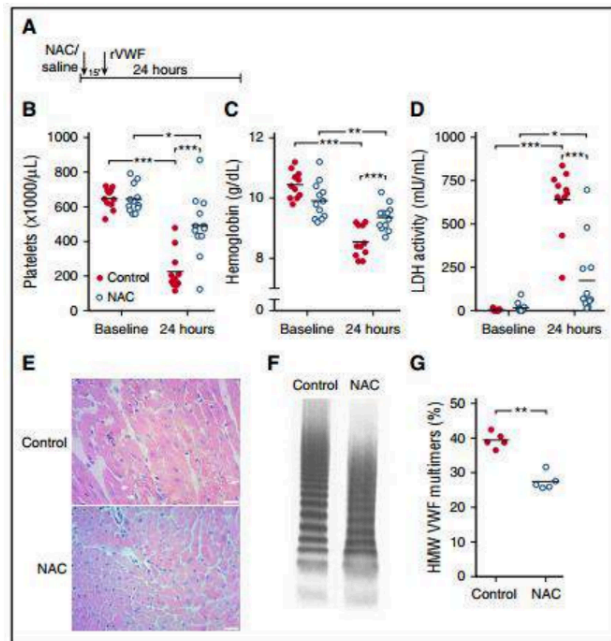 A
NAC/ saline
15'
rVWF
24 hours
B
Platelets (x1000/µL)
1000
800
600
400
200
0
*
***
***
Control
NAC
Baseline
24 hours
C
Hemoglobin (g/dL)
12
10
8
0
**
***
***
Baseline
24 hours
D
LDH activity (mU/mL)
1000
750
500
250
0
*
***
***
Baseline
24 hours
E
Control
NAC
F
Control
NAC
G
HMW VWF multimers (%)
50
40
30
20
10
0
**
Control
NAC